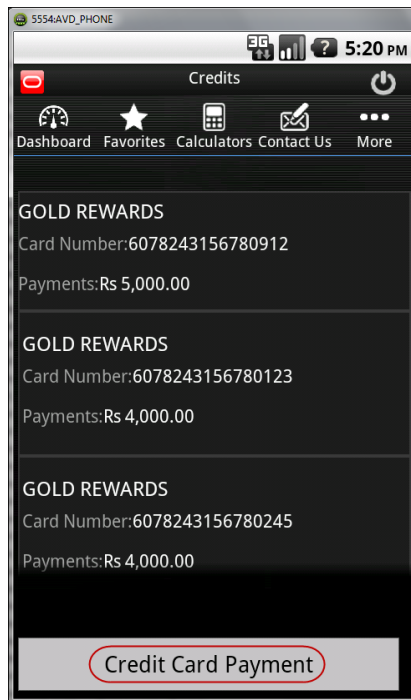 5554:AVD_PHONE
3G ? 5:20 PM
Credits
Dashboard Favorites Calculators Contact Us More
GOLD REWARDS
Card Number:6078243156780912
Payments:Rs 5,000.00
GOLD REWARDS
Card Number:6078243156780123
Payments:Rs 4,000.00
GOLD REWARDS
Card Number:6078243156780245
Payments:Rs 4,000.00
Credit Card Payment